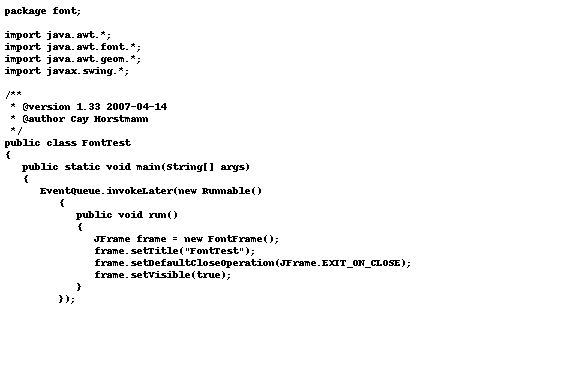 package font;

import java.awt.*;
import java.awt.font.*;
import java.awt.geom.*;
import javax.swing.*;

/**
 * @version 1.33 2007-04-14
 * @author Cay Horstmann
 */
public class FontTest
{
   public static void main(String[] args)
   {
      EventQueue.invokeLater(new Runnable()
         {
            public void run()
            {
               JFrame frame = new FontFrame();
               frame.setTitle("FontTest");
               frame.setDefaultCloseOperation(JFrame.EXIT_ON_CLOSE);
               frame.setVisible(true);
            }
         });